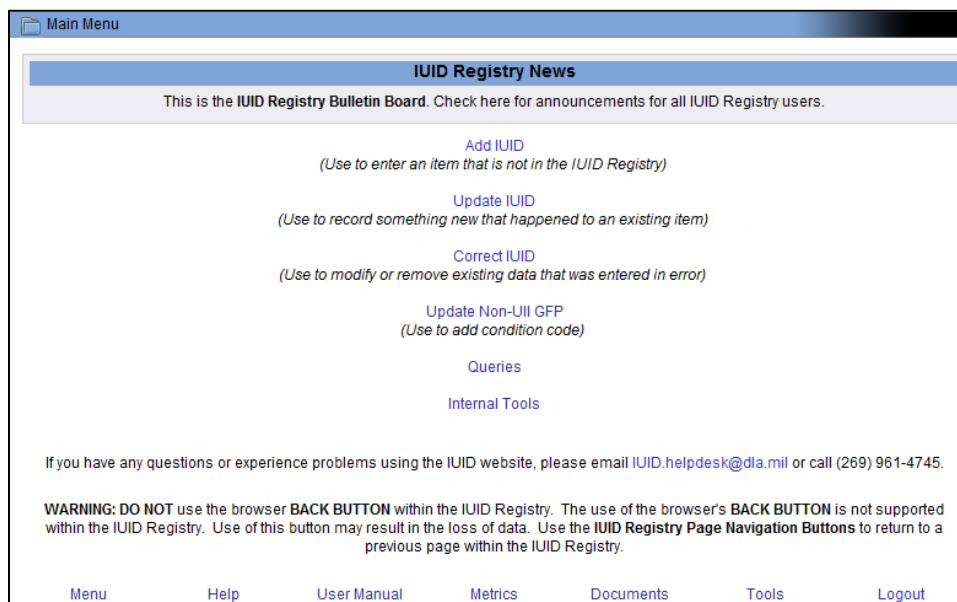 Main Menu
IUID Registry News
This is the IUID Registry Bulletin Board. Check here for announcements for all IUID Registry users.
Add IUID
(Use to enter an item that is not in the IUID Registry)
Update IUID
(Use to record something new that happened to an existing item)
Correct IUID
(Use to modify or remove existing data that was entered in error)
Update Non-UII GFP
(Use to add condition code)
Queries
Internal Tools
If you have any questions or experience problems using the IUID website, please email IUID.helpdesk@dla.mil or call (269) 961-4745.
WARNING: DO NOT use the browser BACK BUTTON within the IUID Registry. The use of the browser's BACK BUTTON is not supported
within the IUID Registry. Use of this button may result in the loss of data. Use the IUID Registry Page Navigation Buttons to return to a
previous page within the IUID Registry.
Menu Help User Manual Metrics Documents Tools Logout